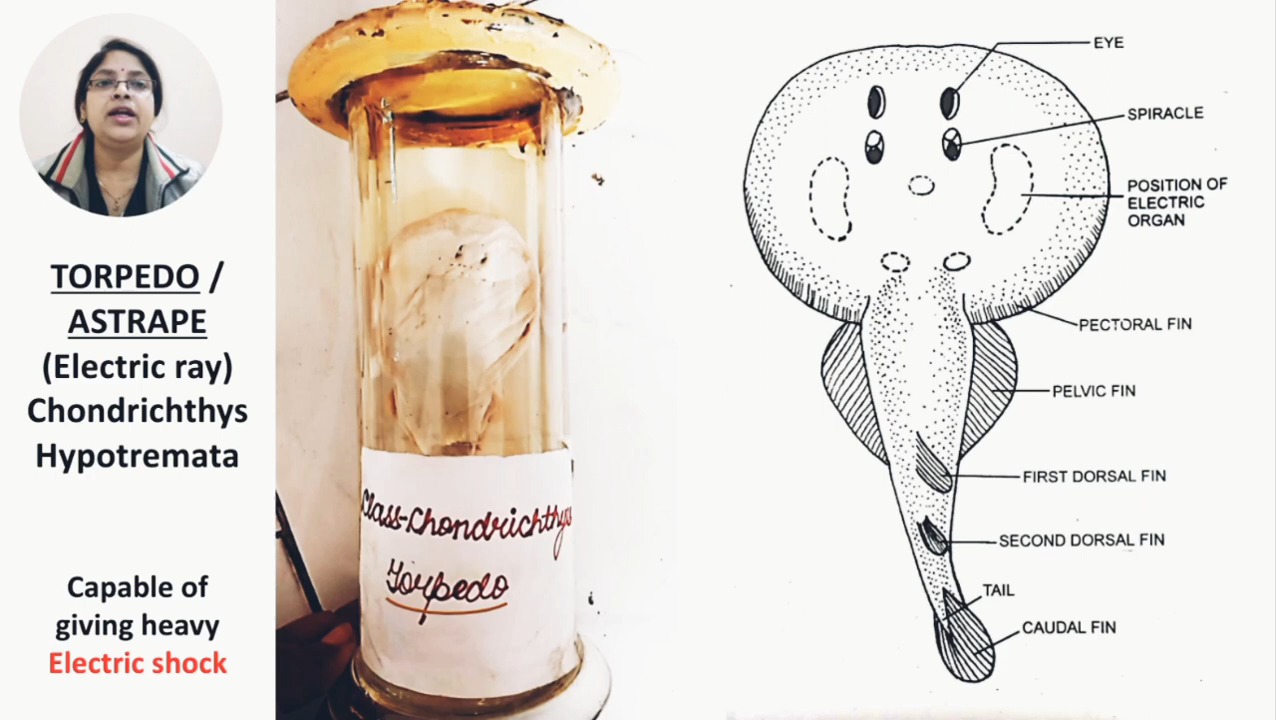 TORPEDO /
ASTRAPE
(Electric ray)
Chondrichthys
Hypotremata
Capable of
giving heavy
Electric shock
Class-Chondrichthys
Torpedo
EYE
SPIRACLE
POSITION OF
ELECTRIC
ORGAN
PECTORAL FIN
PELVIC FIN
FIRST DORSAL FIN
SECOND DORSAL FIN
TAIL
CAUDAL FIN